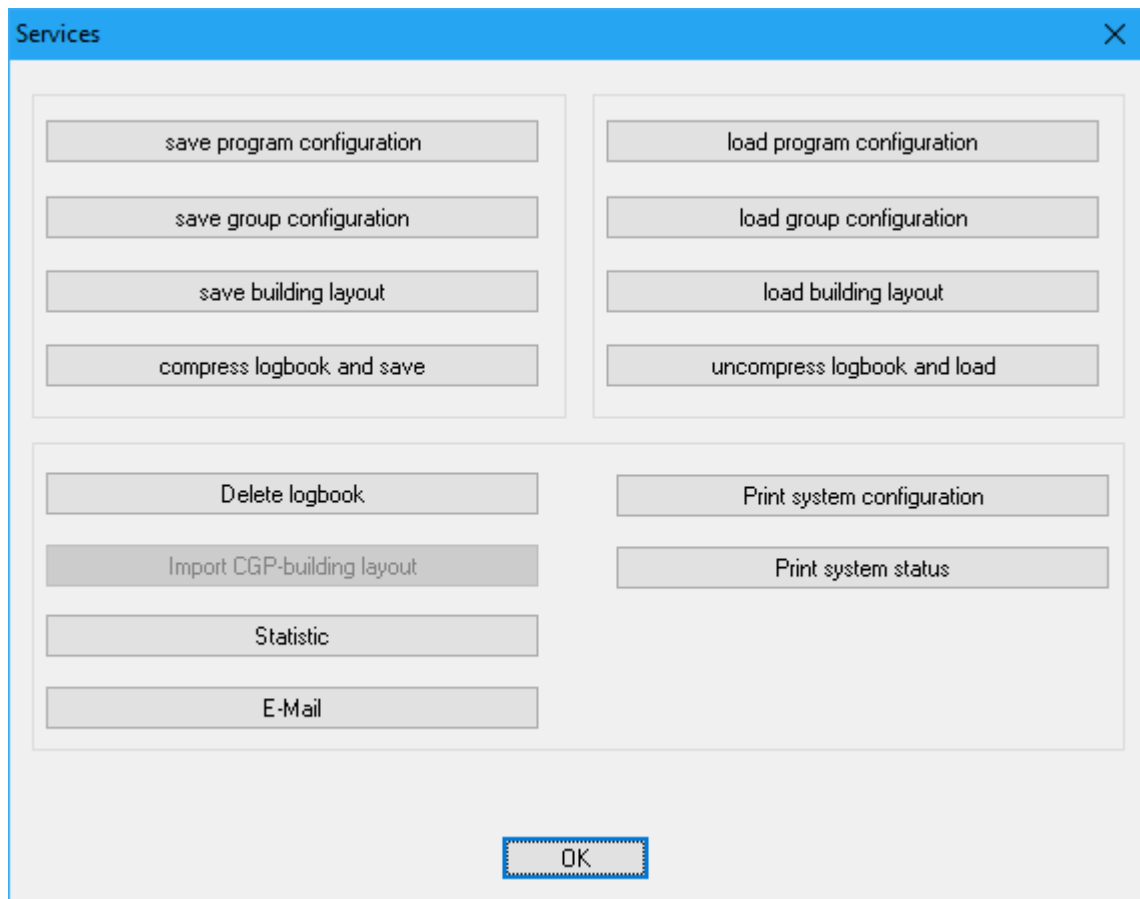 Services
save program configuration
load program configuration
save group configuration
load group configuration
save building layout
load building layout
compress logbook and save
uncompress logbook and load
Delete logbook
Print system configuration
Import CGP-building layout
Print system status
Statistic
E-Mail
OK